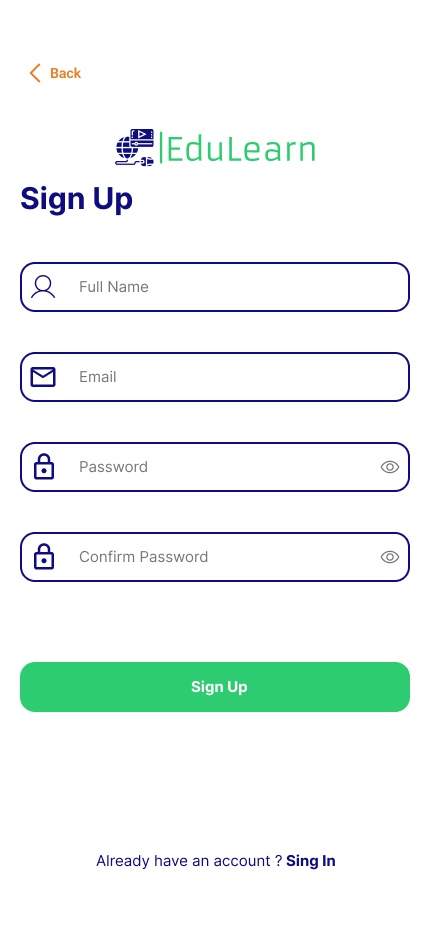 Back
|EduLearn
Sign Up
Full Name
Email
Password
Confirm Password
Sign Up
Already have an account ? Sing In